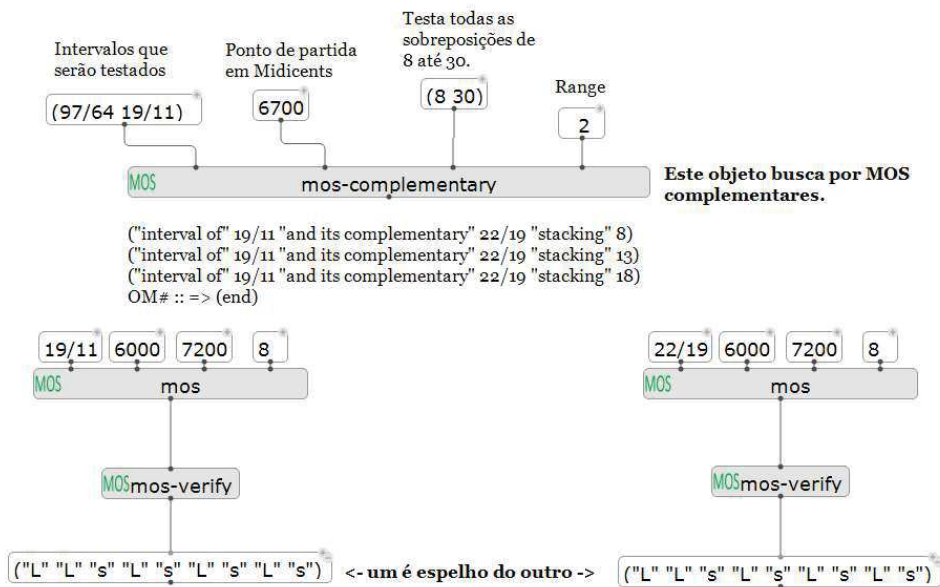 Intervalos que
serão testados
Ponto de partida
em Midicents
Testa todas as
sobreposições de
8 até 30.
Range
(97/64 19/11)
6700
(8 30)
2
MOS mos-complementary
Este objeto busca por MOS
complementares.
("interval of" 19/11 "and its complementary" 22/19 "stacking" 8)
("interval of" 19/11 "and its complementary" 22/19 "stacking" 13)
("interval of" 19/11 "and its complementary" 22/19 "stacking" 18)
OM# :: => (end)
19/11 6000 7200 8
MOS mos
MOS mos-verify
("L" "L" "s" "L" "s" "L" "s" "L" "s")
<- um é espelho do outro ->
22/19 6000 7200 8
MOS mos
MOS mos-verify
("L" "L" "s" "L" "s" "L" "s" "L" "s")